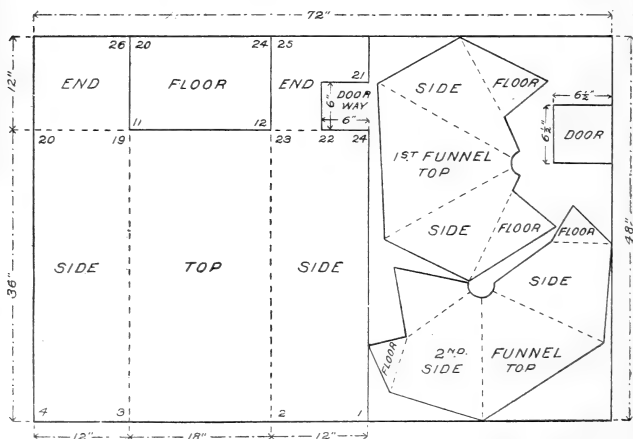 72"
26 20 24 25
END FLOOR END 21
12"
6" DOOR
WAY
6"
11 12
20 19 23 22 24
SIDE FLOOR
6½"
6½" DOOR
1ST FUNNEL
TOP
SIDE FLOOR
FLOOR
SIDE TOP SIDE
SIDE
36"
48"
FLOOR 2ND. FUNNEL
SIDE TOP
4 3 2 1
12" 18" 12"